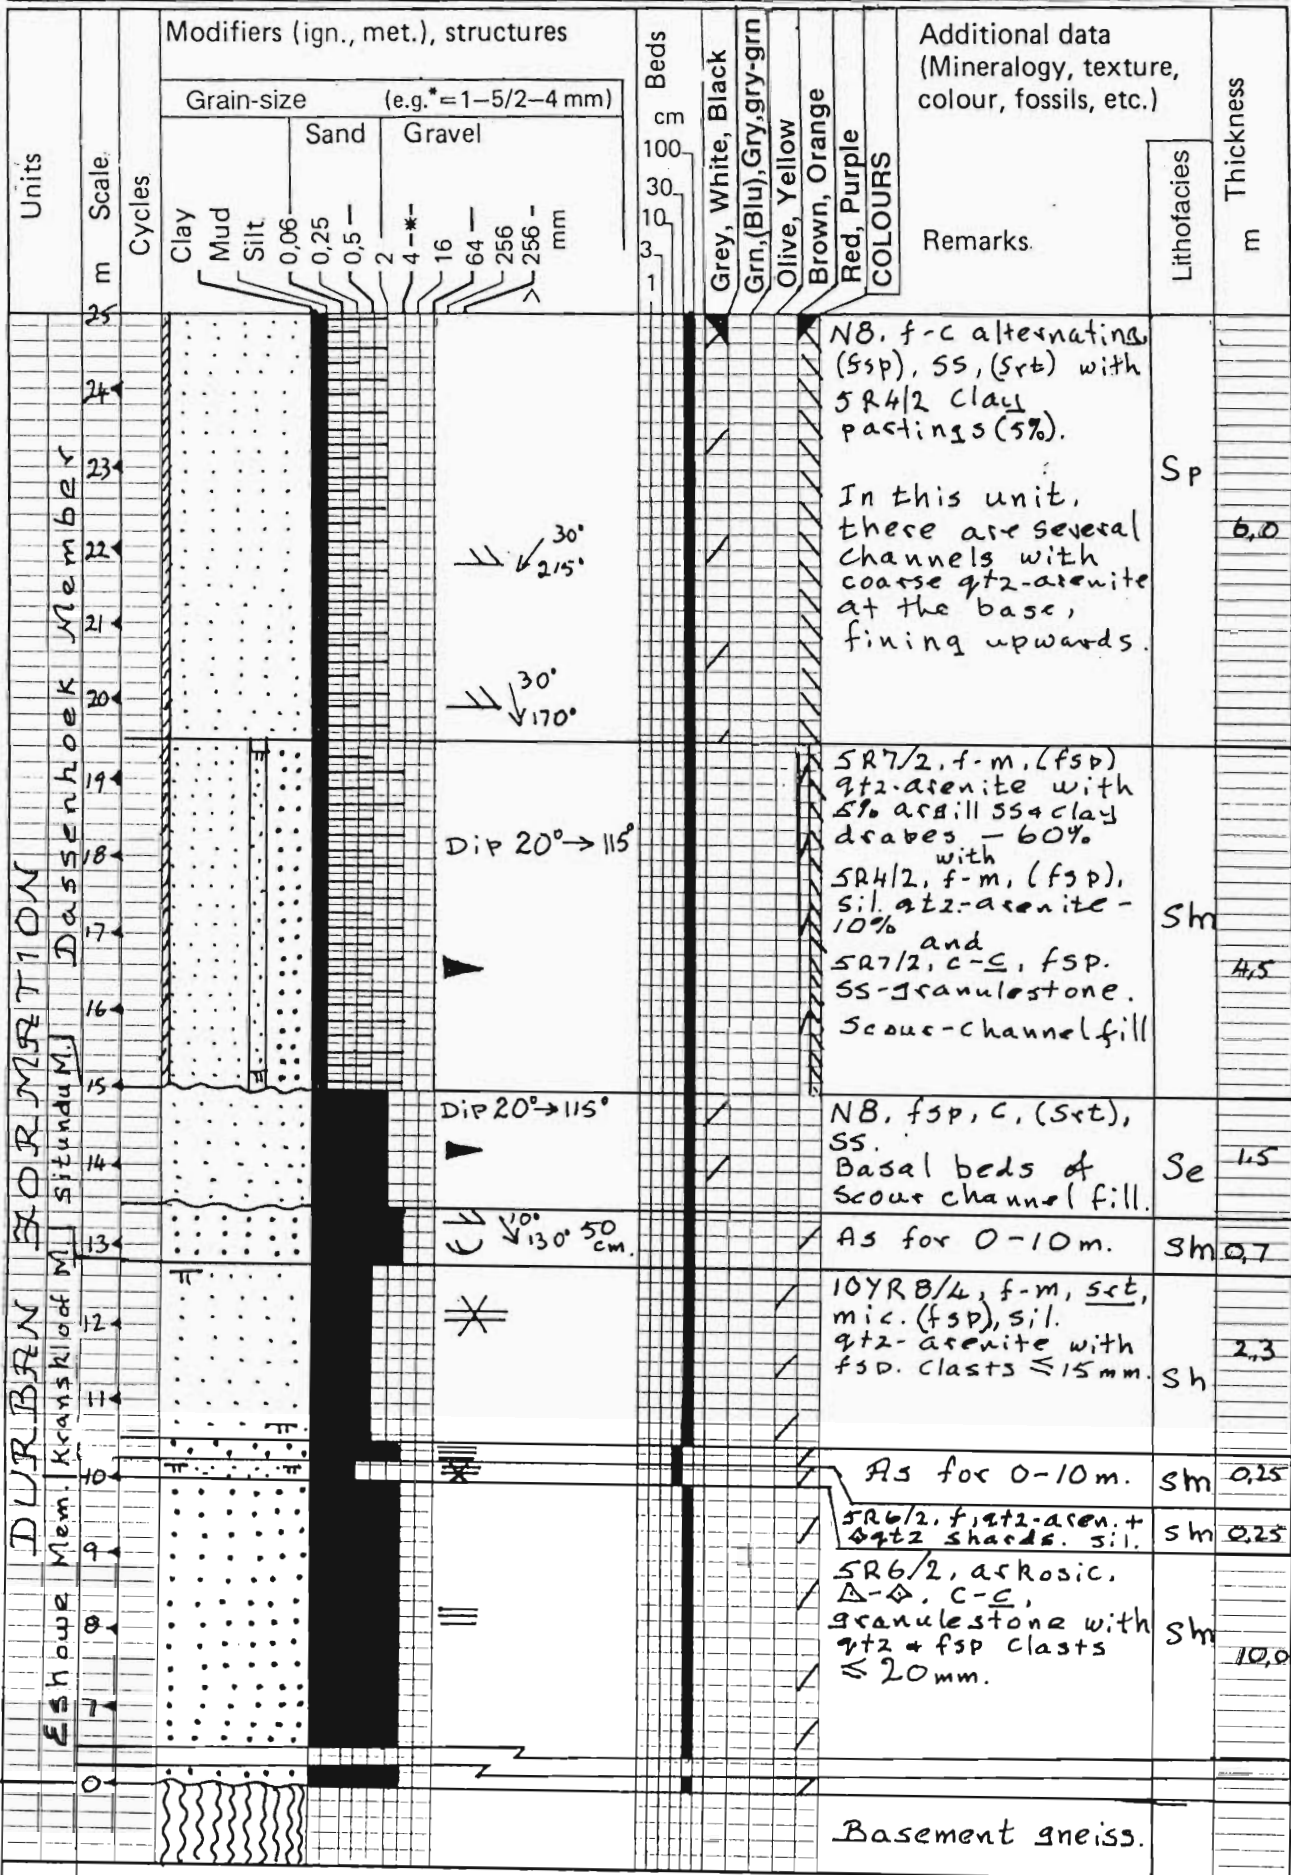 Modifiers (ign., met.), structures
Grain-size (e.g.*=1–5/2–4 mm)
Sand Gravel
Units
Scale
m
Cycles
Clay
Mud
Silt
0,06
0,25
0,5
2
4 -*-
16
64
256
256
>
mm
Beds
cm
100
30
10
3
1
Grey, White, Black
Grn,(Blu),Gry,gry-grn
Olive, Yellow
Brown, Orange
Red, Purple
COLOURS
Additional data
(Mineralogy, texture,
colour, fossils, etc.)
Remarks.
Lithofacies
Thickness
m
DURBAN FORMATION
Dassenhoek Member
Situndu M.
Kranskloof M.
Eshowe Mem.
25
24
23
22
21
20
19
18
17
16
15
14
13
12
11
10
9
8
7
0
30°
215°
30°
170°
N8, f-c alternating
(fsp), SS, (srt) with
5R4/2 Clay
partings (5%).
In this unit,
there are several
channels with
coarse qtz-arenite
at the base,
fining upwards.
Sp
6,0
Dip 20° → 115°
5R7/2, f-m, (fsp)
qtz-arenite with
5% argill SS & clay
drapes – 60%
with
5R4/2, f-m, (fsp),
sil. qtz-arenite -
10%
and
5R7/2, c-c, fsp.
SS-granulestone.
Scour-channel fill
Sm
4,5
Dip 20° → 115°
N8, fsp, c, (srt),
SS.
Basal beds of
scour channel fill.
Se
1,5
10°
130° 50
cm.
As for 0-10m.
Sm
0,7
10YR 8/4, f-m, srt,
mic. (fsp), sil.
qtz-arenite with
fsp. clasts ≤ 15 mm.
Sh
2,3
As for 0-10m.
Sm
0,25
5R6/2, f, qtz-aren. +
qtz shards. sil.
Sm
0,25
5R6/2, arkosic,
△-◇, c-c,
granulestone with
qtz & fsp clasts
≤ 20mm.
Sm
10,0
Basement gneiss.